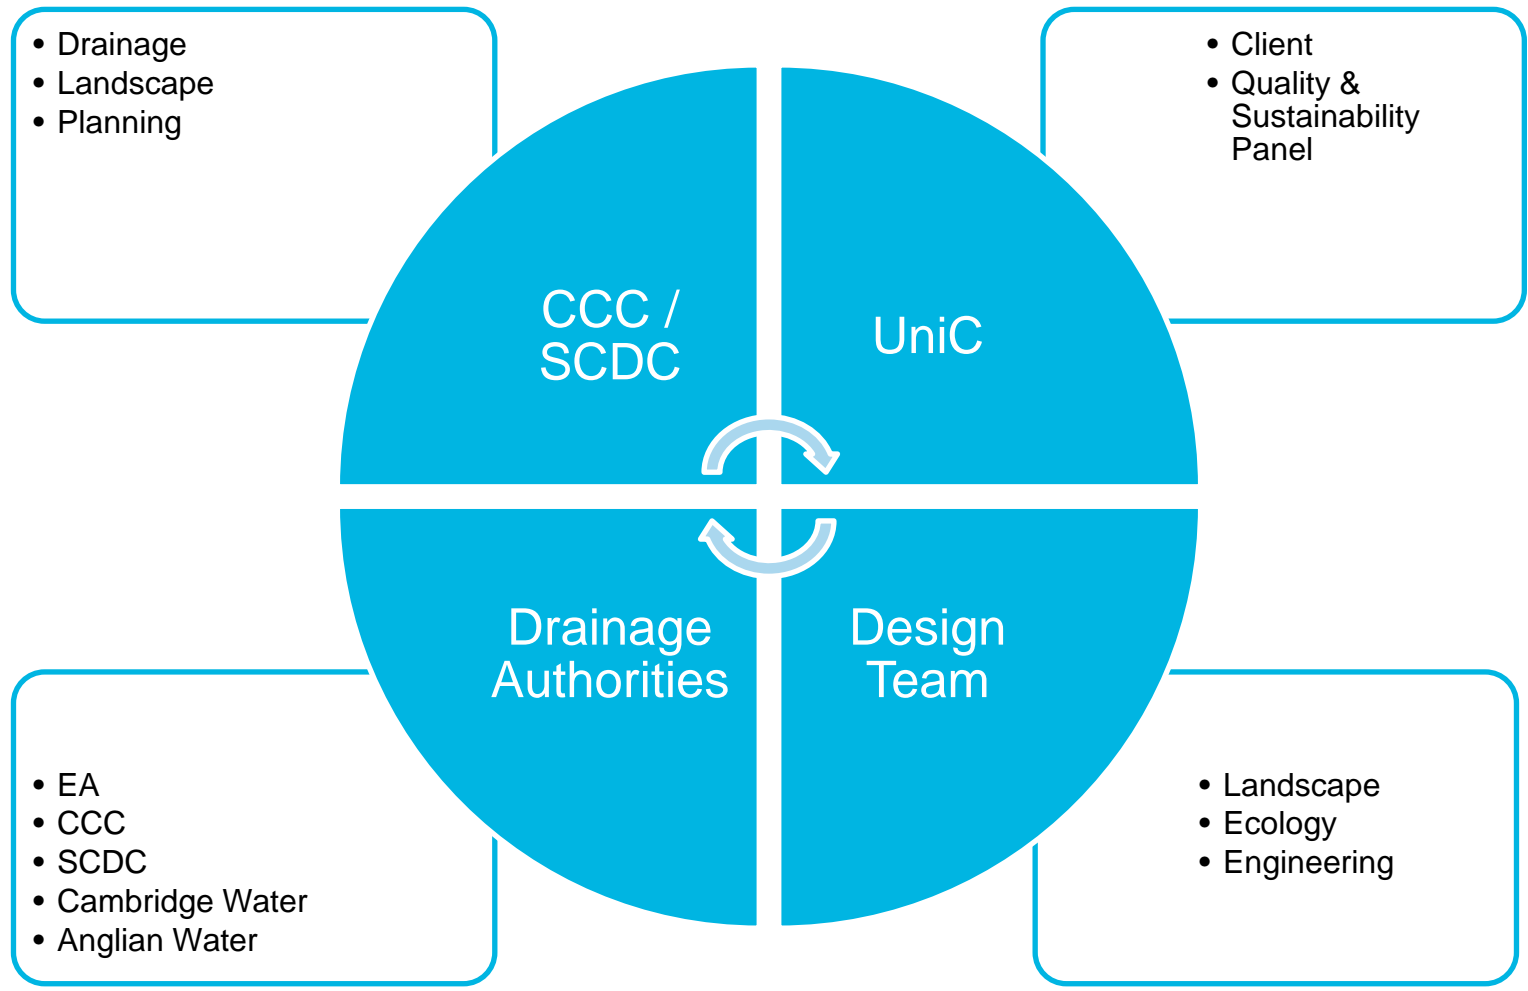 • Drainage
• Landscape
• Planning
• Client
• Quality &
Sustainability
Panel
CCC /
SCDC
UniC
Drainage
Authorities
Design
Team
• EA
• CCC
• SCDC
• Cambridge Water
• Anglian Water
• Landscape
• Ecology
• Engineering